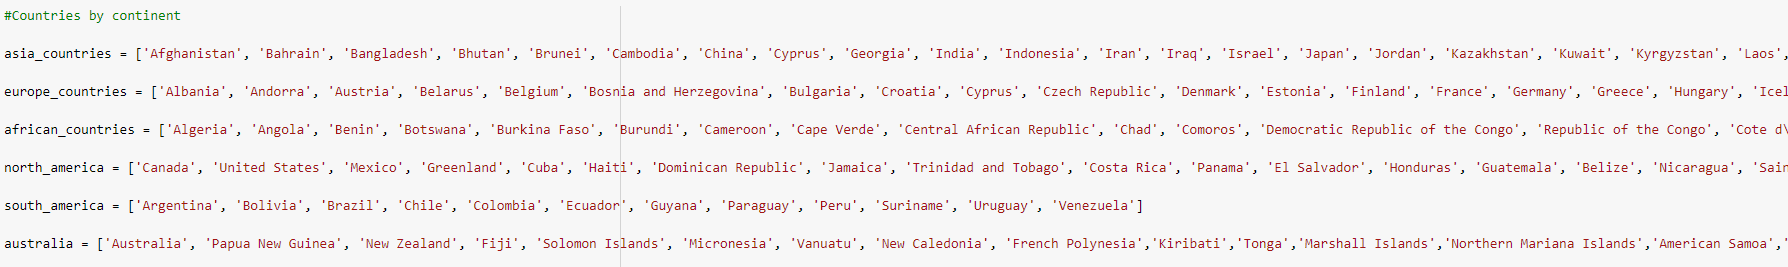 #Countries by continent
asia_countries = ['Afghanistan', 'Bahrain', 'Bangladesh', 'Bhutan', 'Brunei', 'Cambodia', 'China', 'Cyprus', 'Georgia', 'India', 'Indonesia', 'Iran', 'Iraq', 'Israel', 'Japan', 'Jordan', 'Kazakhstan', 'Kuwait', 'Kyrgyzstan', 'Laos',
europe_countries = ['Albania', 'Andorra', 'Austria', 'Belarus', 'Belgium', 'Bosnia and Herzegovina', 'Bulgaria', 'Croatia', 'Cyprus', 'Czech Republic', 'Denmark', 'Estonia', 'Finland', 'France', 'Germany', 'Greece', 'Hungary', 'Icel
african_countries = ['Algeria', 'Angola', 'Benin', 'Botswana', 'Burkina Faso', 'Burundi', 'Cameroon', 'Cape Verde', 'Central African Republic', 'Chad', 'Comoros', 'Democratic Republic of the Congo', 'Republic of the Congo', 'Cote d\
north_america = ['Canada', 'United States', 'Mexico', 'Greenland', 'Cuba', 'Haiti', 'Dominican Republic', 'Jamaica', 'Trinidad and Tobago', 'Costa Rica', 'Panama', 'El Salvador', 'Honduras', 'Guatemala', 'Belize', 'Nicaragua', 'Sain
south_america = ['Argentina', 'Bolivia', 'Brazil', 'Chile', 'Colombia', 'Ecuador', 'Guyana', 'Paraguay', 'Peru', 'Suriname', 'Uruguay', 'Venezuela']
australia = ['Australia', 'Papua New Guinea', 'New Zealand', 'Fiji', 'Solomon Islands', 'Micronesia', 'Vanuatu', 'New Caledonia', 'French Polynesia','Kiribati','Tonga','Marshall Islands','Northern Mariana Islands','American Samoa','